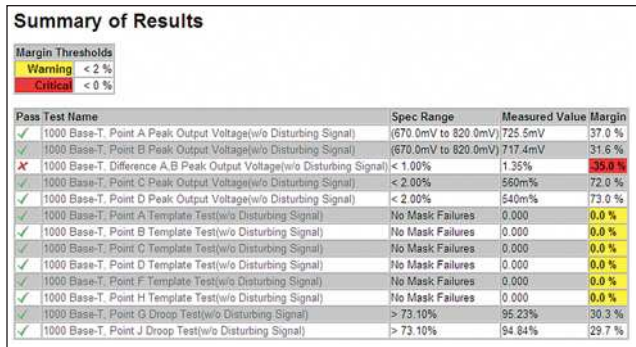 Summary of Results
Margin Thresholds
Warning < 2 %
Critical < 0 %
Pass Test Name Spec Range Measured Value Margin
1000 Base-T, Point A Peak Output Voltage(w/o Disturbing Signal) (670.0mV to 820.0mV) 725.5mV 37.0 %
1000 Base-T, Point B Peak Output Voltage(w/o Disturbing Signal) (670.0mV to 820.0mV) 717.4mV 31.6 %
1000 Base-T, Difference A,B Peak Output Voltage(w/o Disturbing Signal) < 1.00% 1.35% -35.0 %
1000 Base-T, Point C Peak Output Voltage(w/o Disturbing Signal) < 2.00% 560m% 72.0 %
1000 Base-T, Point D Peak Output Voltage(w/o Disturbing Signal) < 2.00% 540m% 73.0 %
1000 Base-T, Point A Template Test(w/o Disturbing Signal) No Mask Failures 0.000 0.0 %
1000 Base-T, Point B Template Test(w/o Disturbing Signal) No Mask Failures 0.000 0.0 %
1000 Base-T, Point C Template Test(w/o Disturbing Signal) No Mask Failures 0.000 0.0 %
1000 Base-T, Point D Template Test(w/o Disturbing Signal) No Mask Failures 0.000 0.0 %
1000 Base-T, Point F Template Test(w/o Disturbing Signal) No Mask Failures 0.000 0.0 %
1000 Base-T, Point H Template Test(w/o Disturbing Signal) No Mask Failures 0.000 0.0 %
1000 Base-T, Point G Droop Test(w/o Disturbing Signal) > 73.10% 95.23% 30.3 %
1000 Base-T, Point J Droop Test(w/o Disturbing Signal) > 73.10% 94.84% 29.7 %